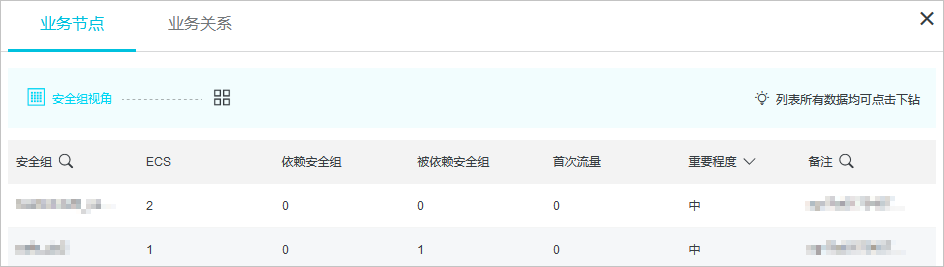 业务节点 业务关系
安全组视角 列表所有数据均可点击下钻
安全组 ECS 依赖安全组 被依赖安全组 首次流量 重要程度 备注
2 0 0 0 中
1 0 1 0 中